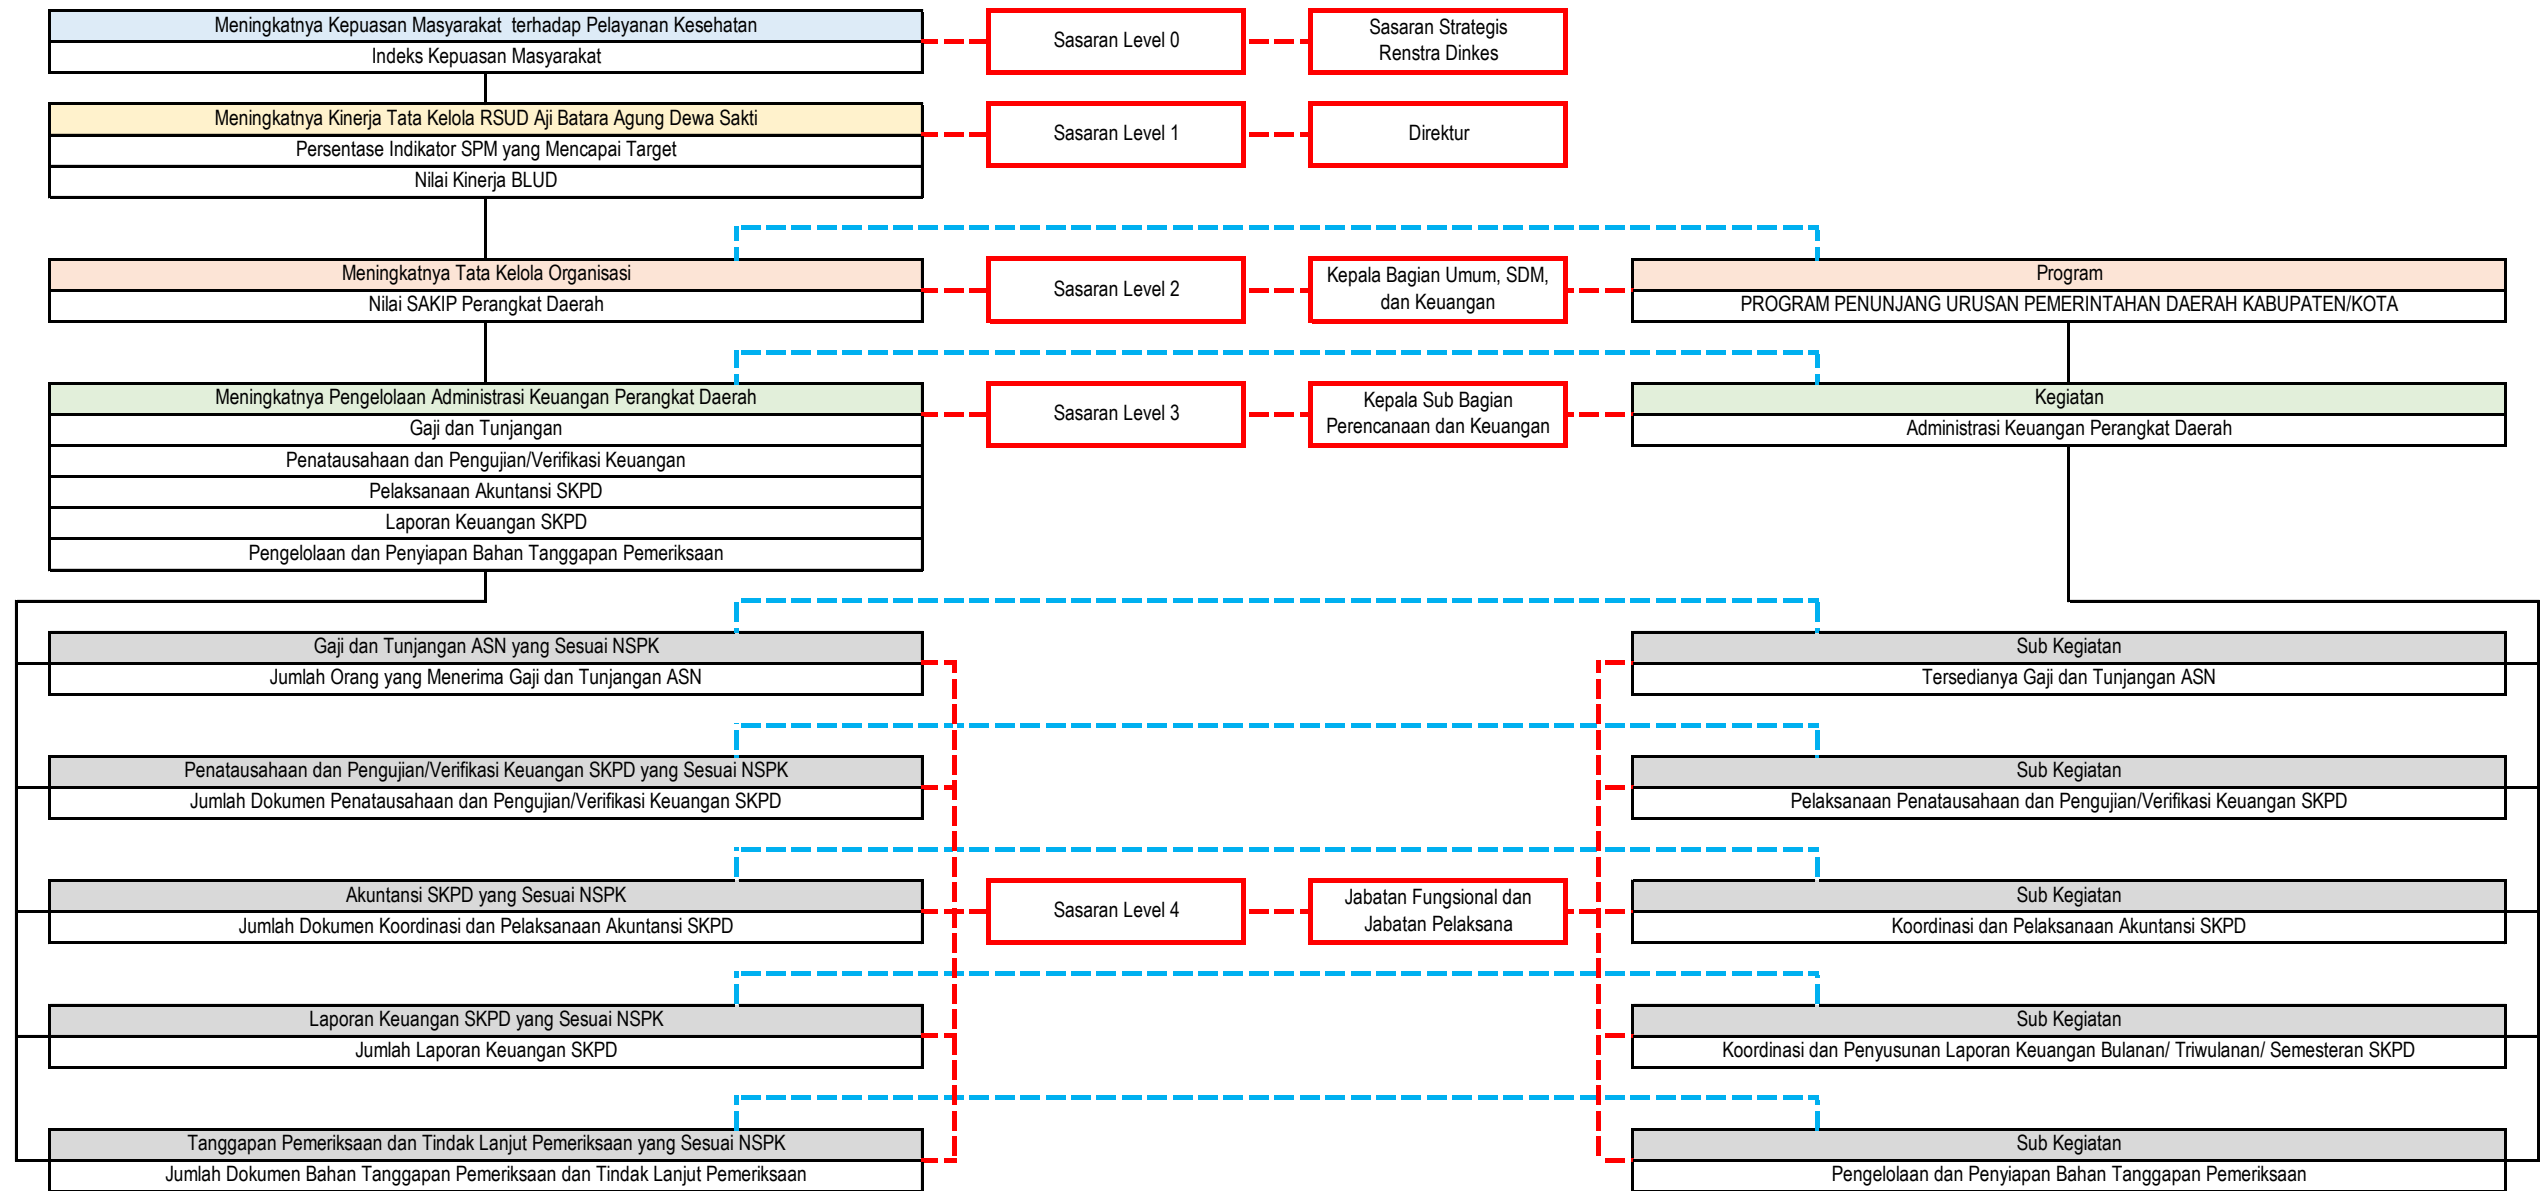 Meningkatnya Kepuasan Masyarakat  terhadap Pelayanan Kesehatan
Indeks Kepuasan Masyarakat
Sasaran Level 0
Sasaran Strategis
Renstra Dinkes
Meningkatnya Kinerja Tata Kelola RSUD Aji Batara Agung Dewa Sakti
Persentase Indikator SPM yang Mencapai Target
Nilai Kinerja BLUD
Sasaran Level 1
Direktur
Meningkatnya Tata Kelola Organisasi
Nilai SAKIP Perangkat Daerah
Sasaran Level 2
Kepala Bagian Umum, SDM,
dan Keuangan
Program
PROGRAM PENUNJANG URUSAN PEMERINTAHAN DAERAH KABUPATEN/KOTA
Meningkatnya Pengelolaan Administrasi Keuangan Perangkat Daerah
Gaji dan Tunjangan
Penatausahaan dan Pengujian/Verifikasi Keuangan
Pelaksanaan Akuntansi SKPD
Laporan Keuangan SKPD
Pengelolaan dan Penyiapan Bahan Tanggapan Pemeriksaan
Sasaran Level 3
Kepala Sub Bagian
Perencanaan dan Keuangan
Kegiatan
Administrasi Keuangan Perangkat Daerah
Gaji dan Tunjangan ASN yang Sesuai NSPK
Jumlah Orang yang Menerima Gaji dan Tunjangan ASN
Sub Kegiatan
Tersedianya Gaji dan Tunjangan ASN
Penatausahaan dan Pengujian/Verifikasi Keuangan SKPD yang Sesuai NSPK
Jumlah Dokumen Penatausahaan dan Pengujian/Verifikasi Keuangan SKPD
Sub Kegiatan
Pelaksanaan Penatausahaan dan Pengujian/Verifikasi Keuangan SKPD
Akuntansi SKPD yang Sesuai NSPK
Jumlah Dokumen Koordinasi dan Pelaksanaan Akuntansi SKPD
Sasaran Level 4
Jabatan Fungsional dan
Jabatan Pelaksana
Sub Kegiatan
Koordinasi dan Pelaksanaan Akuntansi SKPD
Laporan Keuangan SKPD yang Sesuai NSPK
Jumlah Laporan Keuangan SKPD
Sub Kegiatan
Koordinasi dan Penyusunan Laporan Keuangan Bulanan/ Triwulanan/ Semesteran SKPD
Tanggapan Pemeriksaan dan Tindak Lanjut Pemeriksaan yang Sesuai NSPK
Jumlah Dokumen Bahan Tanggapan Pemeriksaan dan Tindak Lanjut Pemeriksaan
Sub Kegiatan
Pengelolaan dan Penyiapan Bahan Tanggapan Pemeriksaan